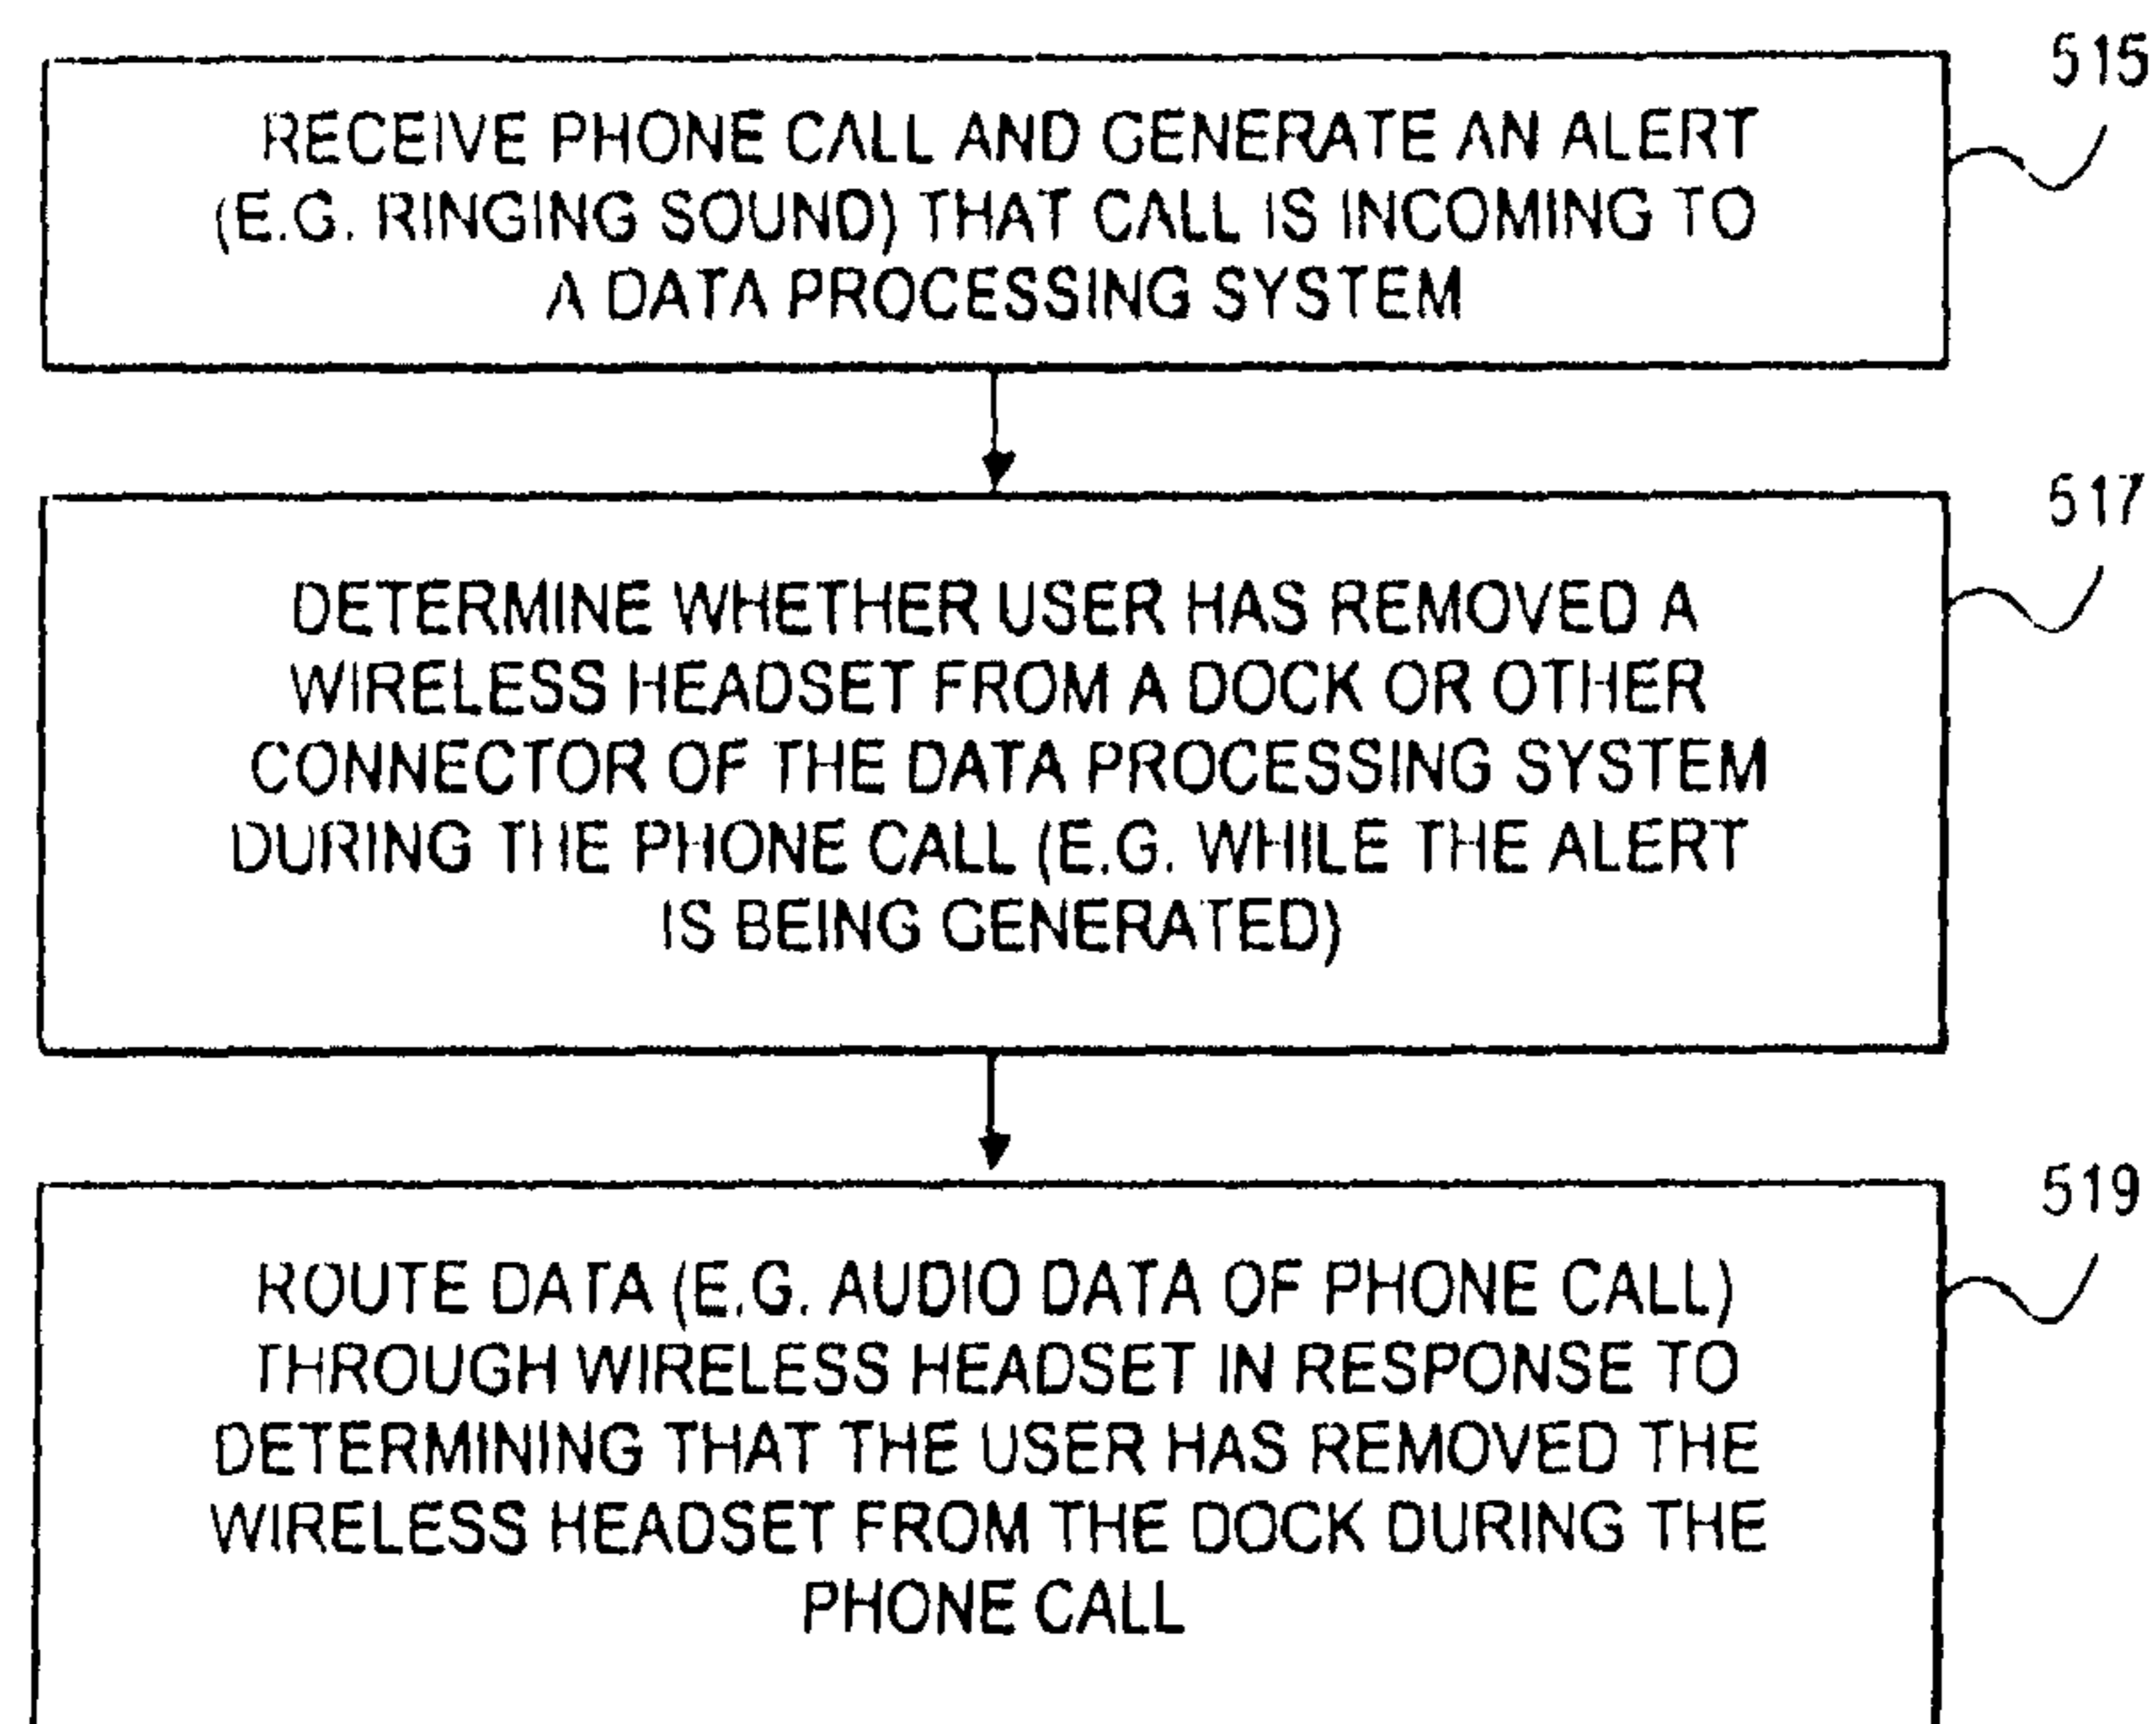 515
RECEIVE PHONE CALL AND GENERATE AN ALERT
(E.G. RINGING SOUND) THAT CALL IS INCOMING TO
A DATA PROCESSING SYSTEM
517
DETERMINE WHETHER USER HAS REMOVED A
WIRELESS HEADSET FROM A DOCK OR OTHER
CONNECTOR OF THE DATA PROCESSING SYSTEM
DURING THE PHONE CALL (E.G. WHILE THE ALERT
IS BEING GENERATED)
519
ROUTE DATA (E.G. AUDIO DATA OF PHONE CALL)
THROUGH WIRELESS HEADSET IN RESPONSE TO
DETERMINING THAT THE USER HAS REMOVED THE
WIRELESS HEADSET FROM THE DOCK DURING THE
PHONE CALL